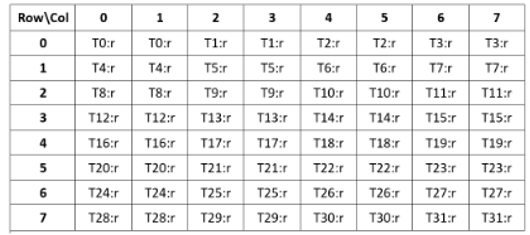 Row\Col 0 1 2 3 4 5 6 7
0 T0:r T0:r T1:r T1:r T2:r T2:r T3:r T3:r
1 T4:r T4:r T5:r T5:r T6:r T6:r T7:r T7:r
2 T8:r T8:r T9:r T9:r T10:r T10:r T11:r T11:r
3 T12:r T12:r T13:r T13:r T14:r T14:r T15:r T15:r
4 T16:r T16:r T17:r T17:r T18:r T18:r T19:r T19:r
5 T20:r T20:r T21:r T21:r T22:r T22:r T23:r T23:r
6 T24:r T24:r T25:r T25:r T26:r T26:r T27:r T27:r
7 T28:r T28:r T29:r T29:r T30:r T30:r T31:r T31:r